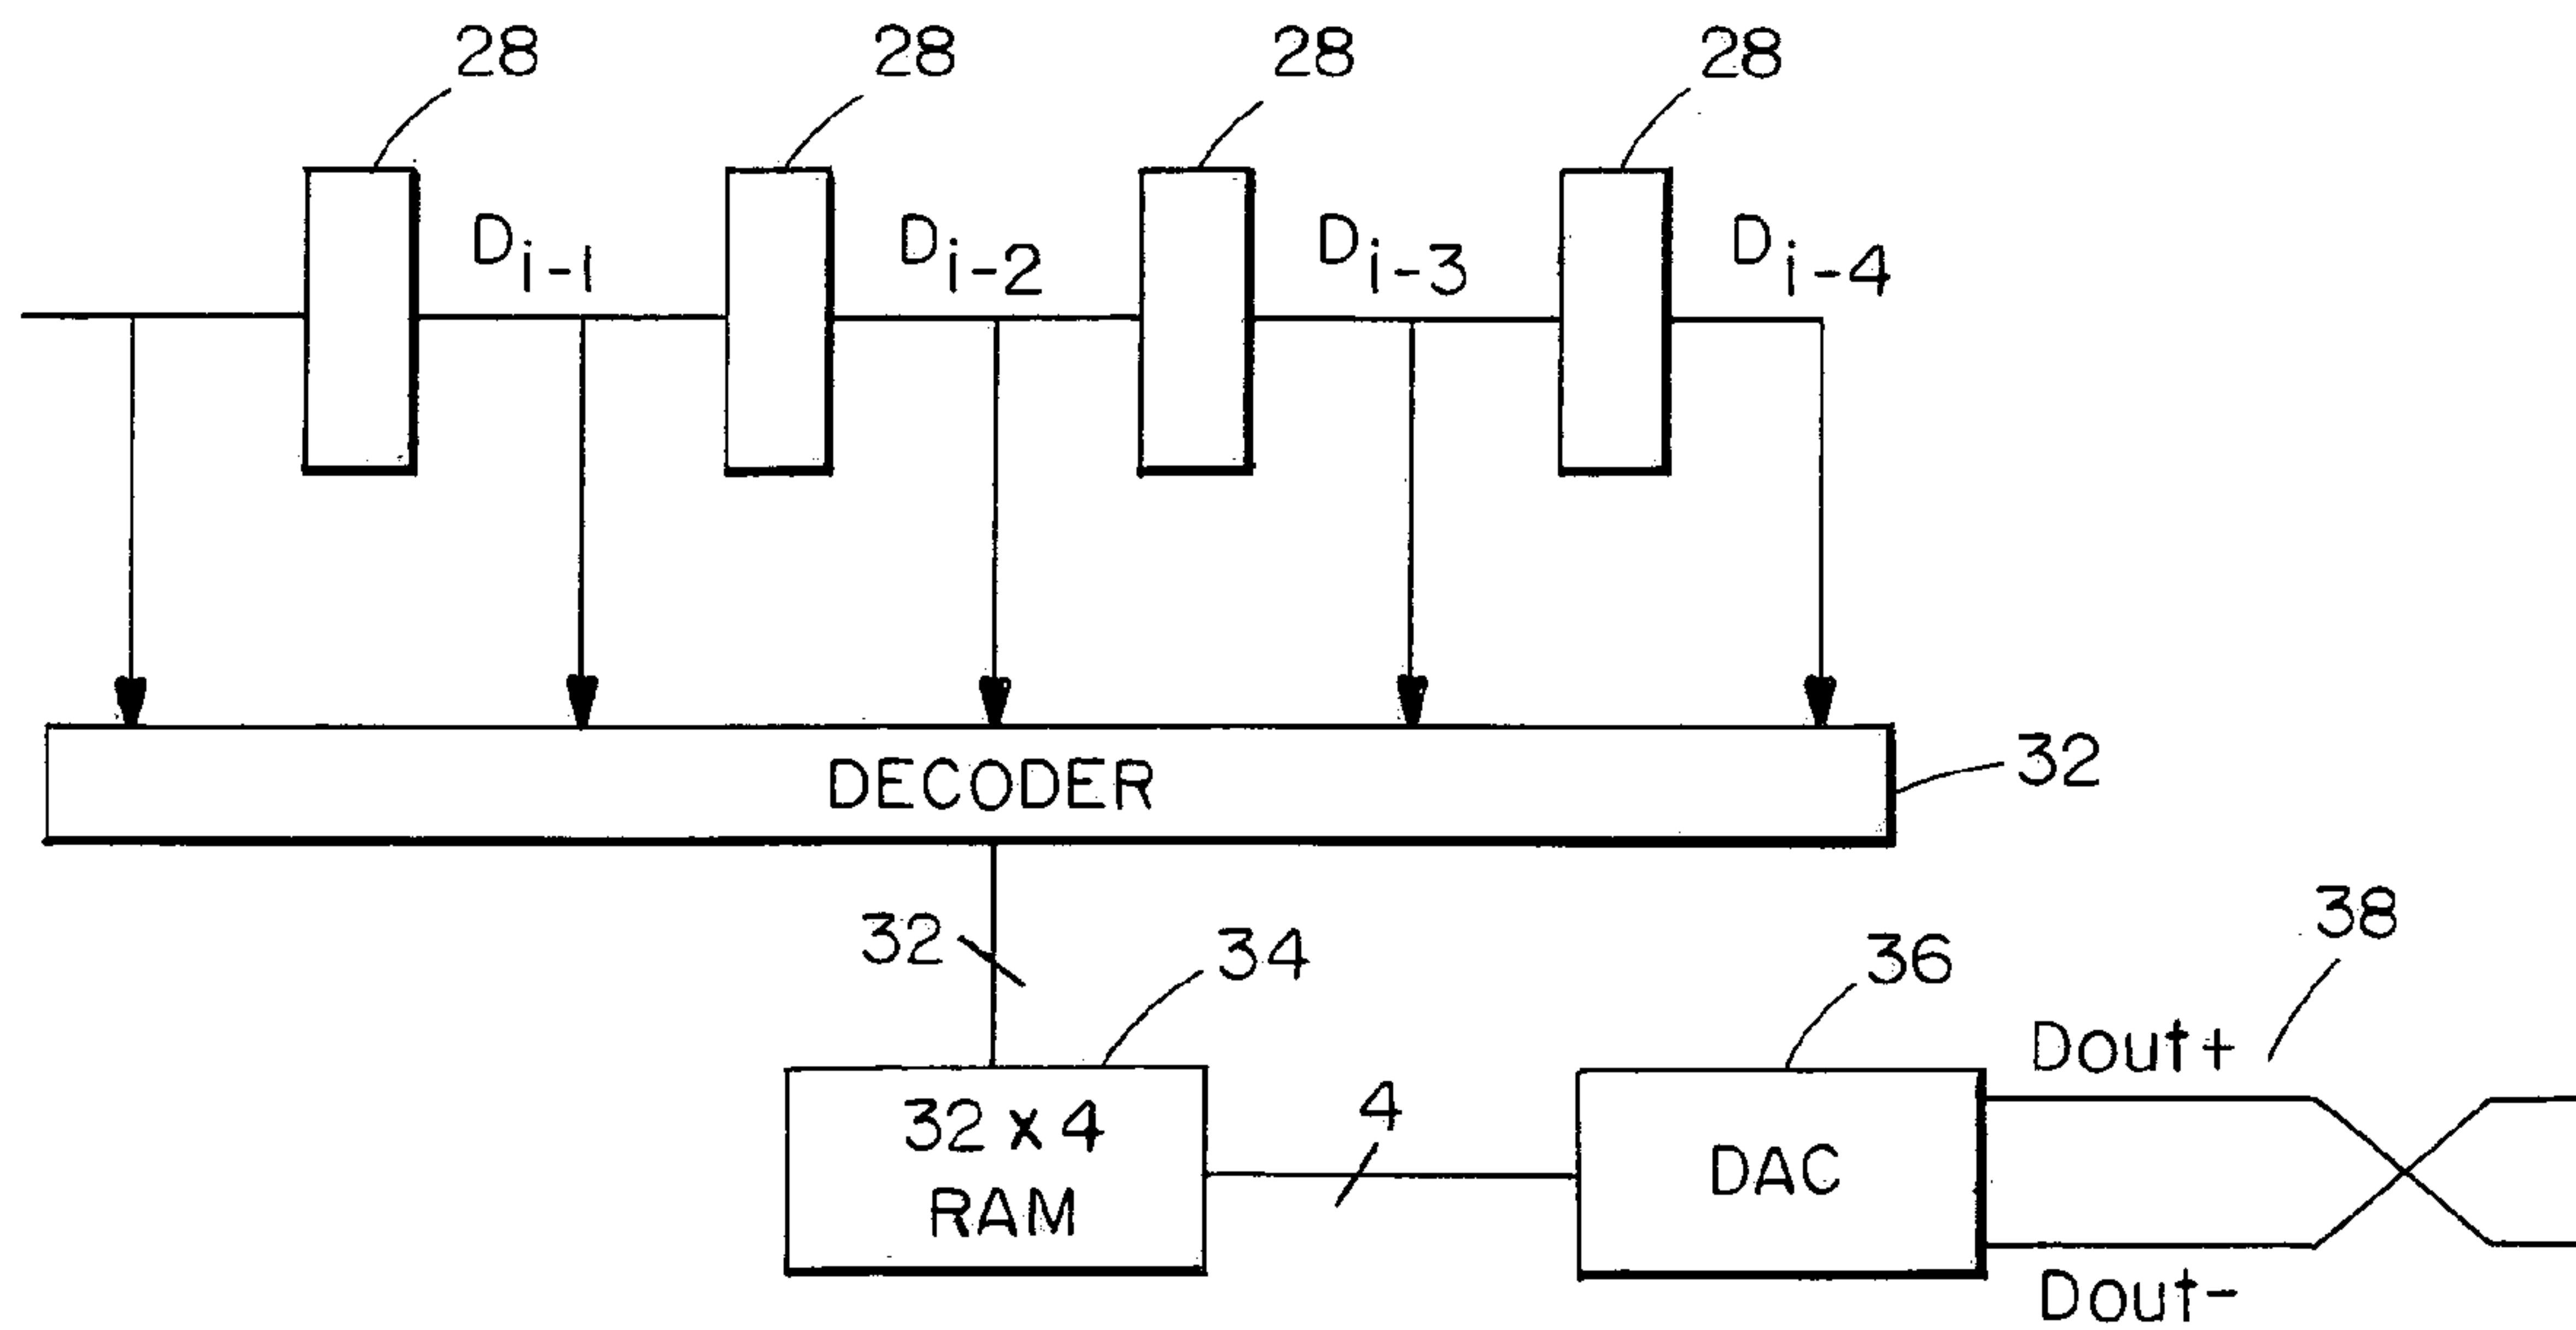 28 28 28 28
Di-1 Di-2 Di-3 Di-4
DECODER
32
32
34
36
38
32 x 4
RAM
4
DAC
Dout+
Dout-